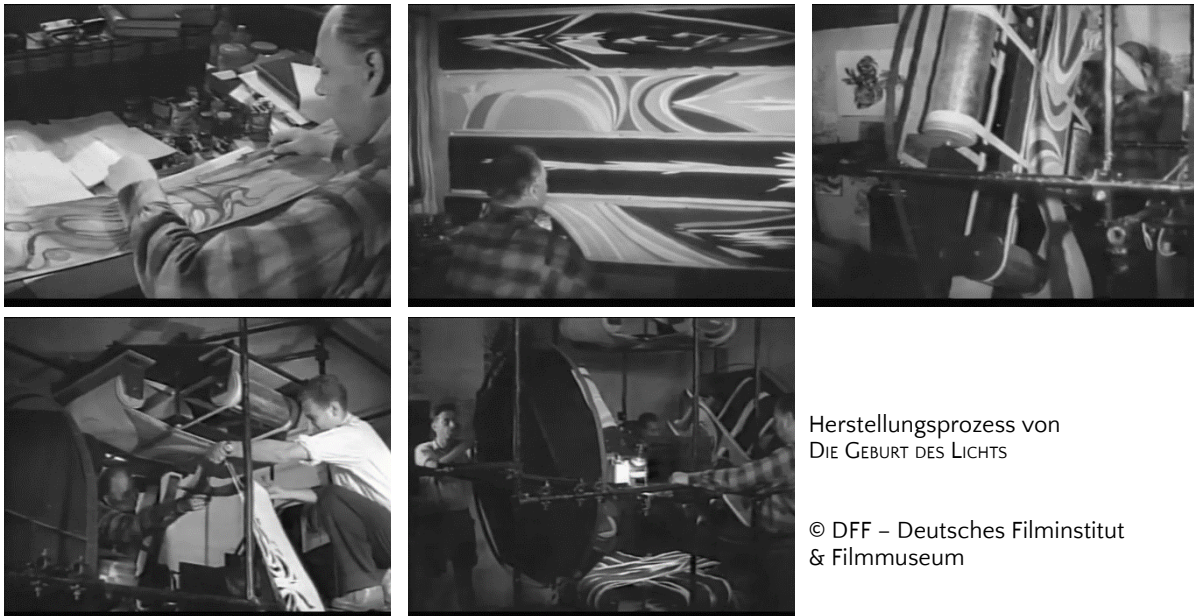 Herstellungsprozess von
Die Geburt des Lichts
© DFF – Deutsches Filminstitut
& Filmmuseum